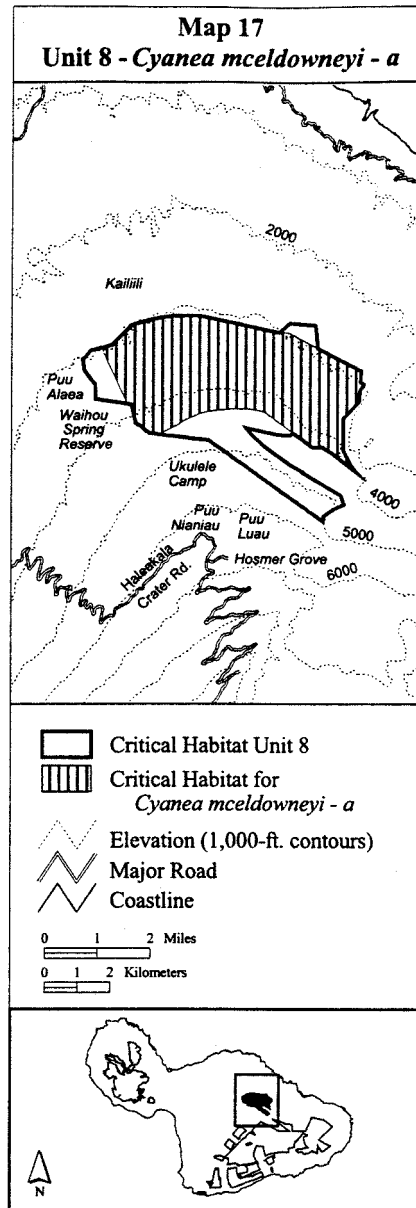 Map 17
Unit 8 - Cyanea mceldowneyi - a
2000
Kailiili
Puu
Alaea
Waihou
Spring
Reserve
Ukulele
Camp
4000
Puu
Nianiau
Puu
Luau
5000
Haleakala
Crater Rd.
Hosmer Grove
6000
Critical Habitat Unit 8
Critical Habitat for
Cyanea mceldowneyi - a
Elevation (1,000-ft. contours)
Major Road
Coastline
0 1 2 Miles
0 1 2 Kilometers
N